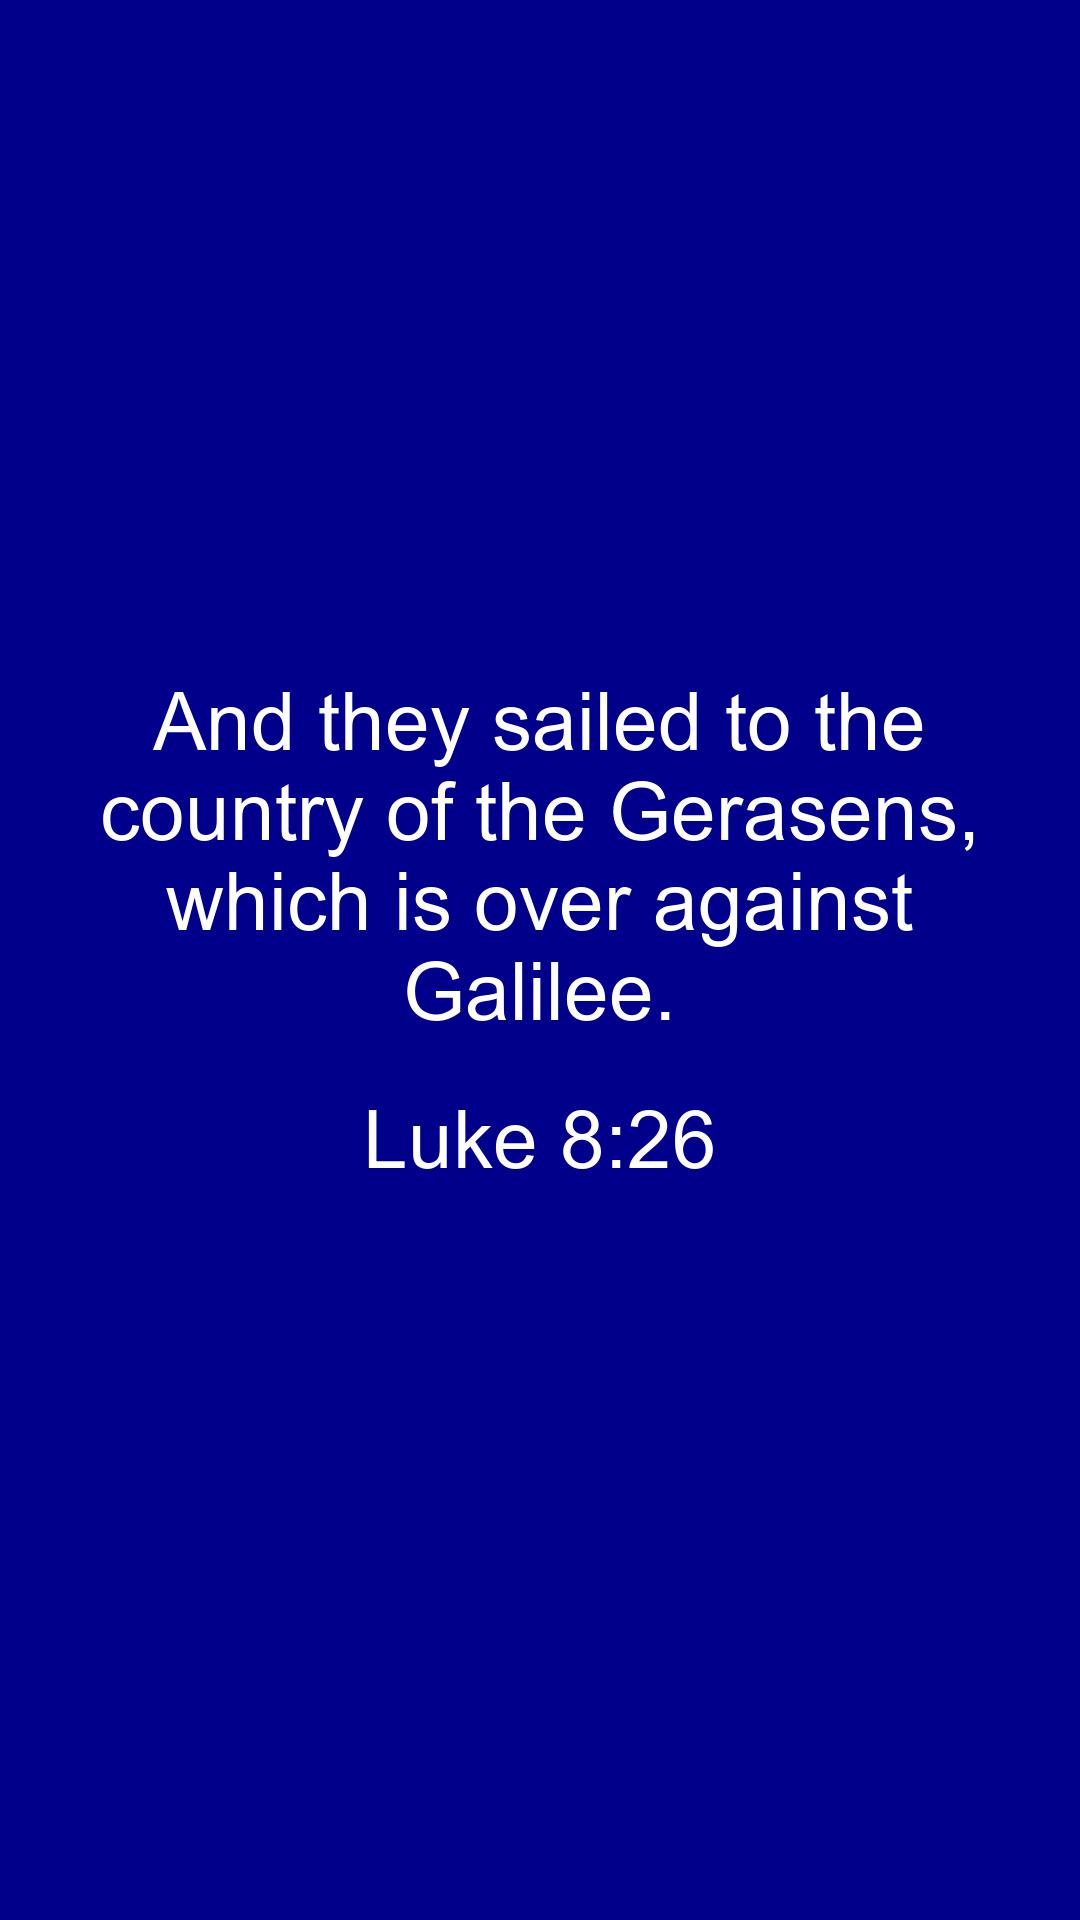 And they sailed to the
country of the Gerasens,
which is over against
Galilee.
Luke 8:26